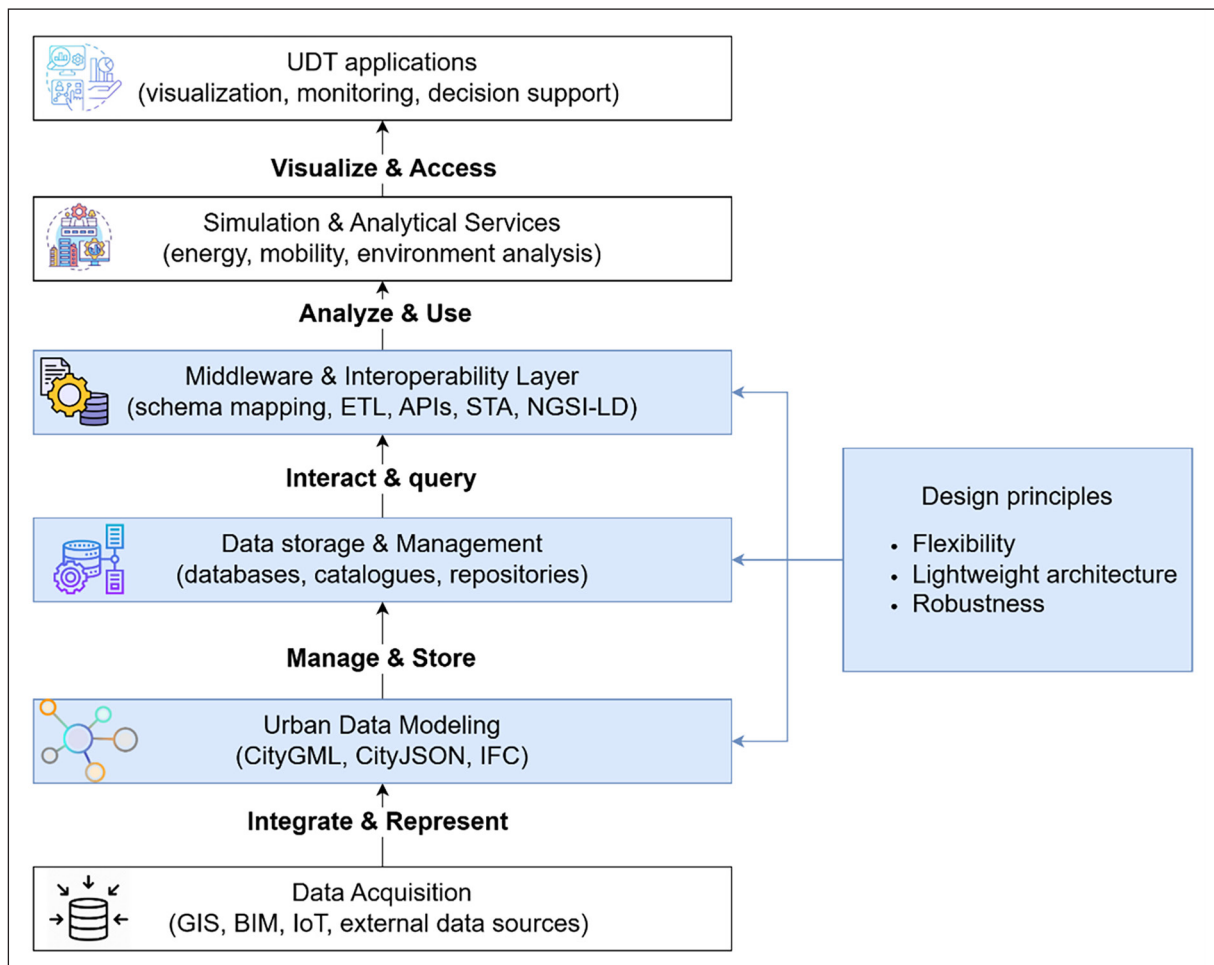 UDT applications
(visualization, monitoring, decision support)
Visualize & Access
Simulation & Analytical Services
(energy, mobility, environment analysis)
Analyze & Use
Middleware & Interoperability Layer
(schema mapping, ETL, APIs, STA, NGSI-LD)
Interact & query
Data storage & Management
(databases, catalogues, repositories)
Manage & Store
Urban Data Modeling
(CityGML, CityJSON, IFC)
Integrate & Represent
Data Acquisition
(GIS, BIM, IoT, external data sources)
Design principles
• Flexibility
• Lightweight architecture
• Robustness